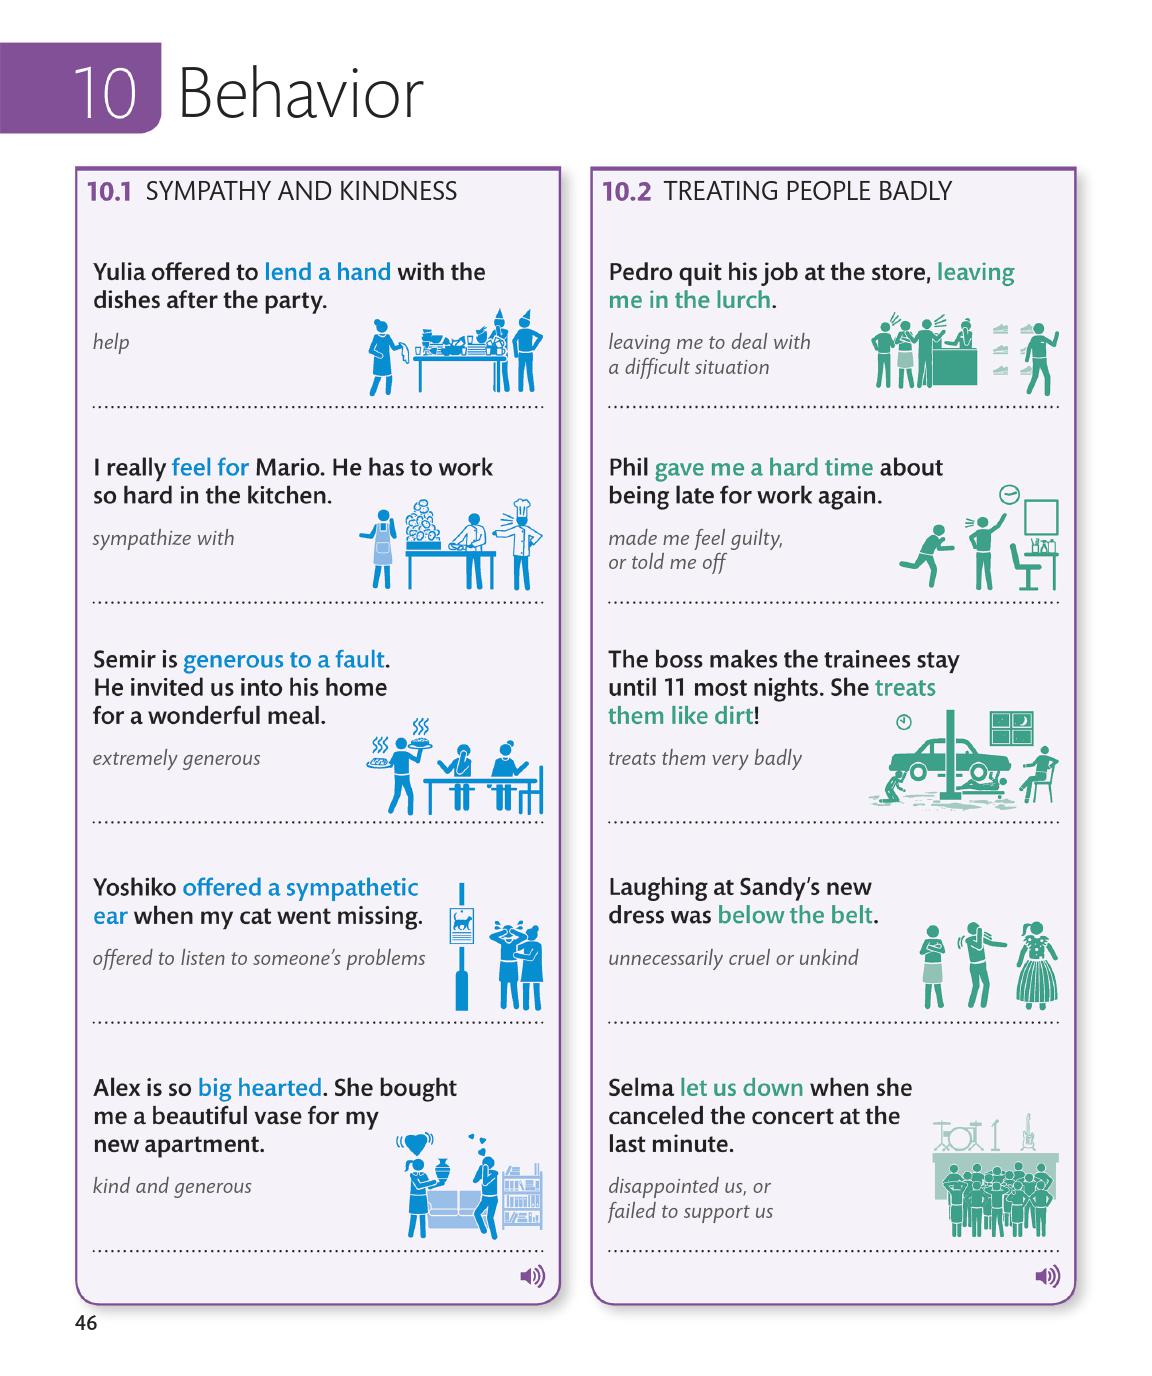 10 Behavior
10.1 SYMPATHY AND KINDNESS
Yulia offered to lend a hand with the
dishes after the party.
help
I really feel for Mario. He has to work
so hard in the kitchen.
sympathize with
Semir is generous to a fault.
He invited us into his home
for a wonderful meal.
extremely generous
Yoshiko offered a sympathetic
ear when my cat went missing.
offered to listen to someone’s problems
Alex is so big hearted. She bought
me a beautiful vase for my
new apartment.
kind and generous
10.2 TREATING PEOPLE BADLY
Pedro quit his job at the store, leaving
me in the lurch.
leaving me to deal with
a difficult situation
Phil gave me a hard time about
being late for work again.
made me feel guilty,
or told me off
The boss makes the trainees stay
until 11 most nights. She treats
them like dirt!
treats them very badly
Laughing at Sandy’s new
dress was below the belt.
unnecessarily cruel or unkind
Selma let us down when she
canceled the concert at the
last minute.
disappointed us, or
failed to support us
46